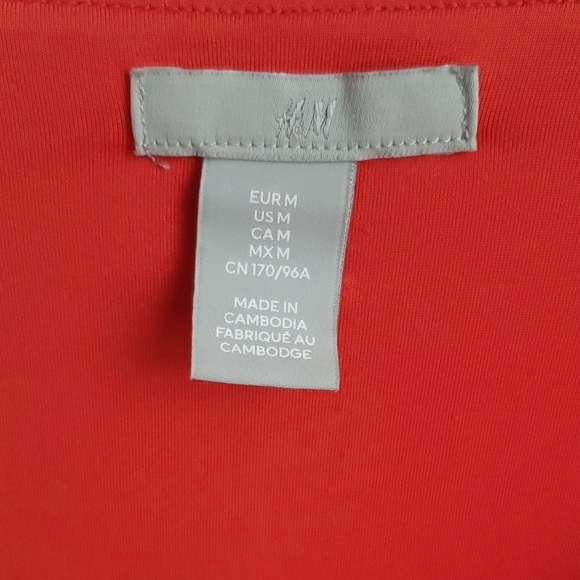 H&M
EUR M
US M
CA M
MX M
CN 170/96A
MADE IN
CAMBODIA
FABRIQUÉ AU
CAMBODGE